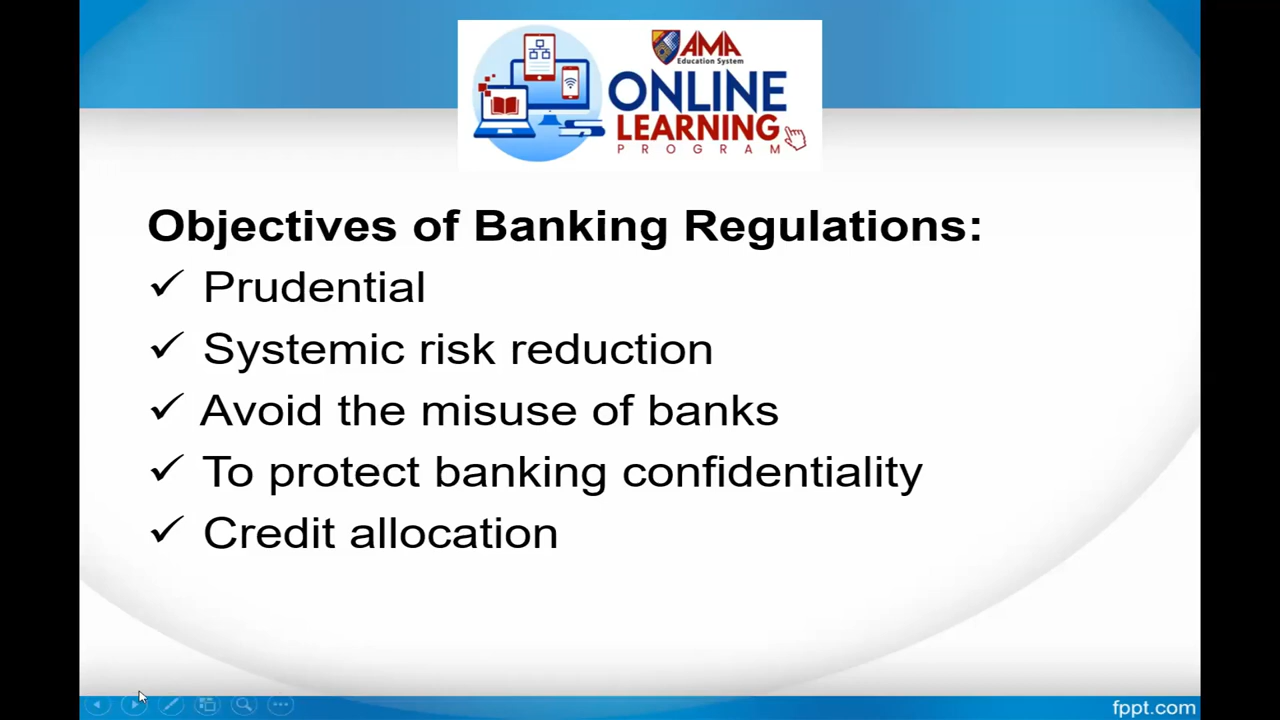 AMA
Education System
ONLINE
LEARNING
PROGRAM
Objectives of Banking Regulations:
✓ Prudential
✓ Systemic risk reduction
✓ Avoid the misuse of banks
✓ To protect banking confidentiality
✓ Credit allocation
fppt.com